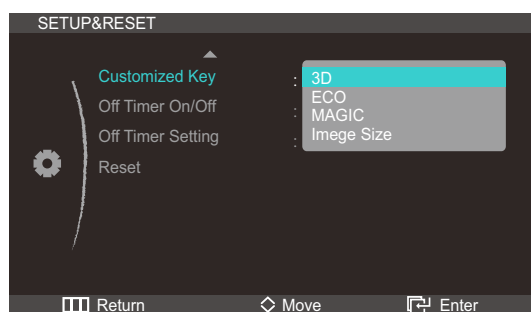 SETUP&RESET
Customized Key : 3D
ECO
Off Timer On/Off :
MAGIC
Off Timer Setting :
Imege Size
Reset
Return Move Enter